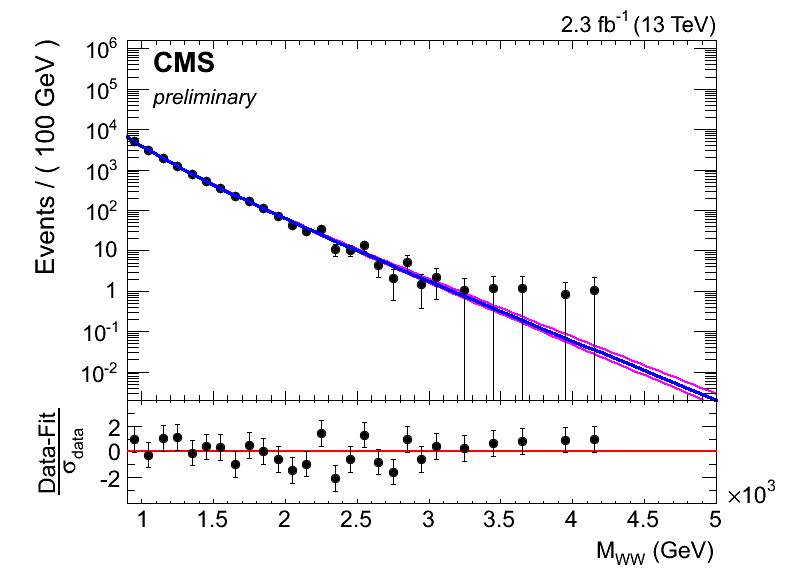 2.3 fb⁻¹ (13 TeV)
CMS
preliminary
Events / ( 100 GeV )
10⁶
10⁵
10⁴
10³
10²
10
1
10⁻¹
10⁻²
Data-Fit
σdata
2
0
-2
1 1.5 2 2.5 3 3.5 4 4.5 5
×10³
MWW (GeV)